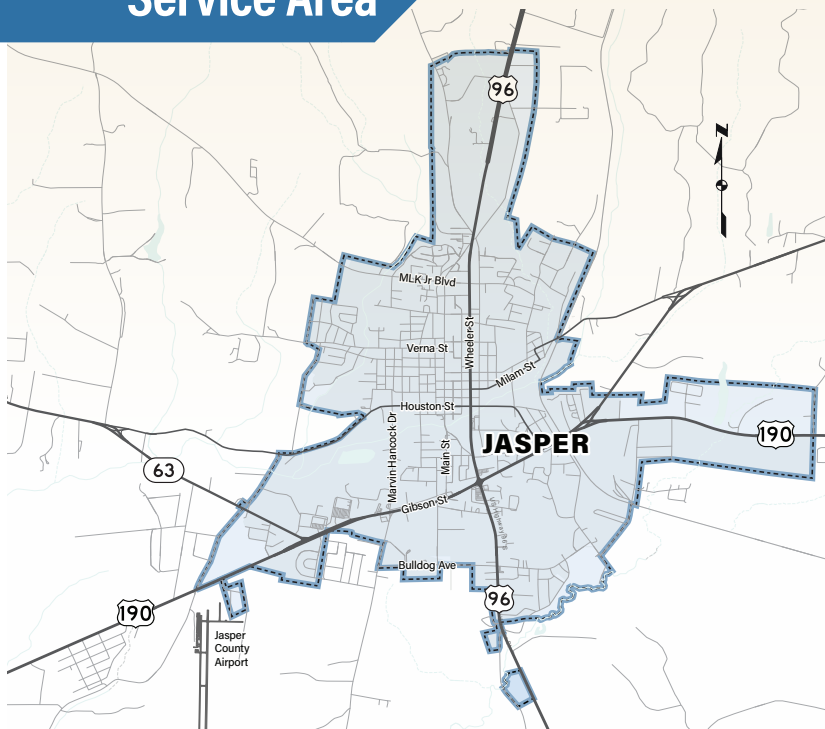 Service Area
96
N
MLK Jr Blvd
Wheeler St
Verna St
Milam St
Houston St
Marvin Hancock Dr
Main St
JASPER
190
63
Gibson St
Bulldog Ave
96
190
Jasper
County
Airport